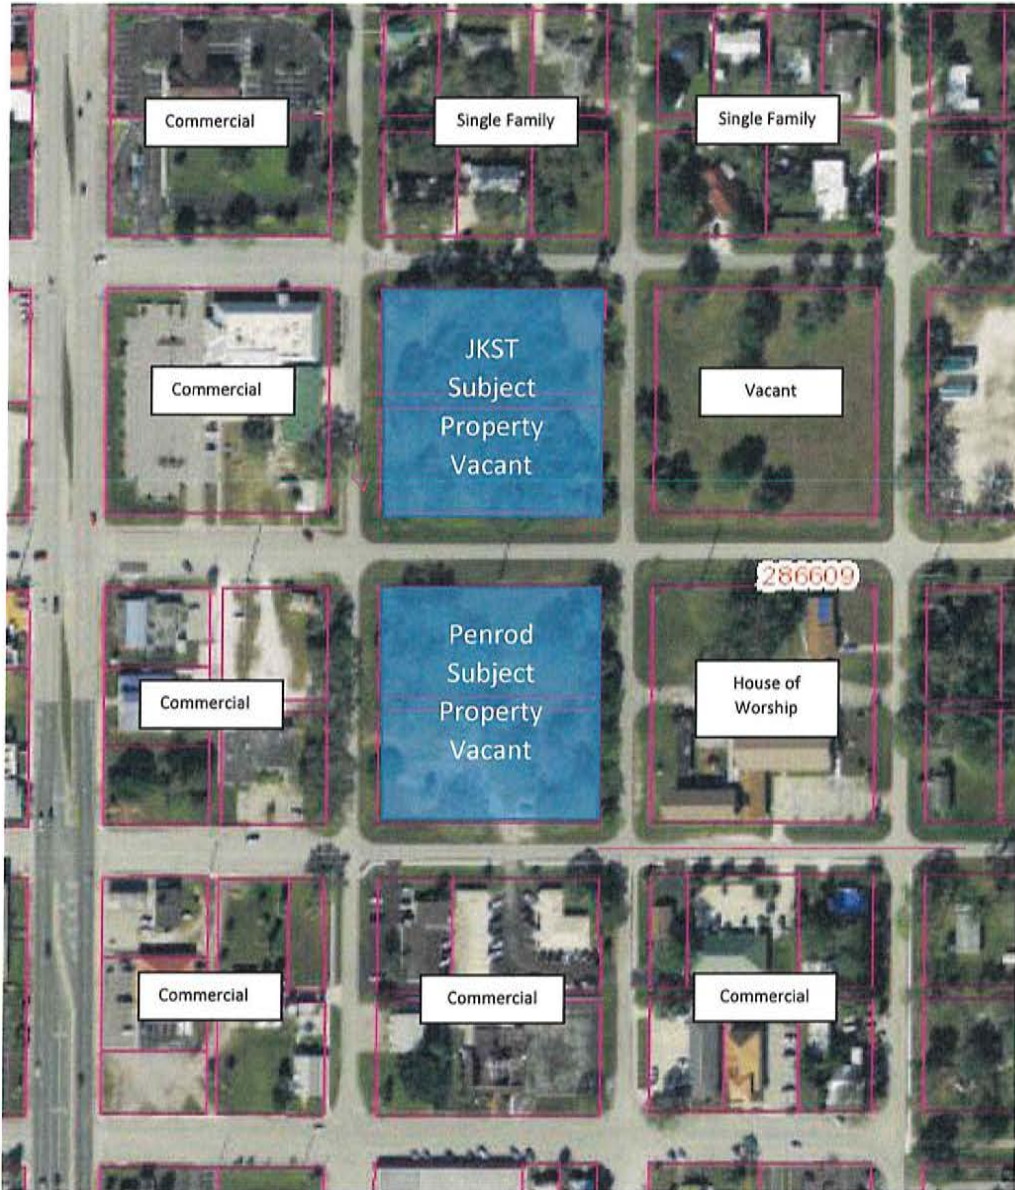 Commercial
Single Family
Single Family
Commercial
JKST
Subject
Property
Vacant
Vacant
286609
Commercial
Penrod
Subject
Property
Vacant
House of
Worship
Commercial
Commercial
Commercial